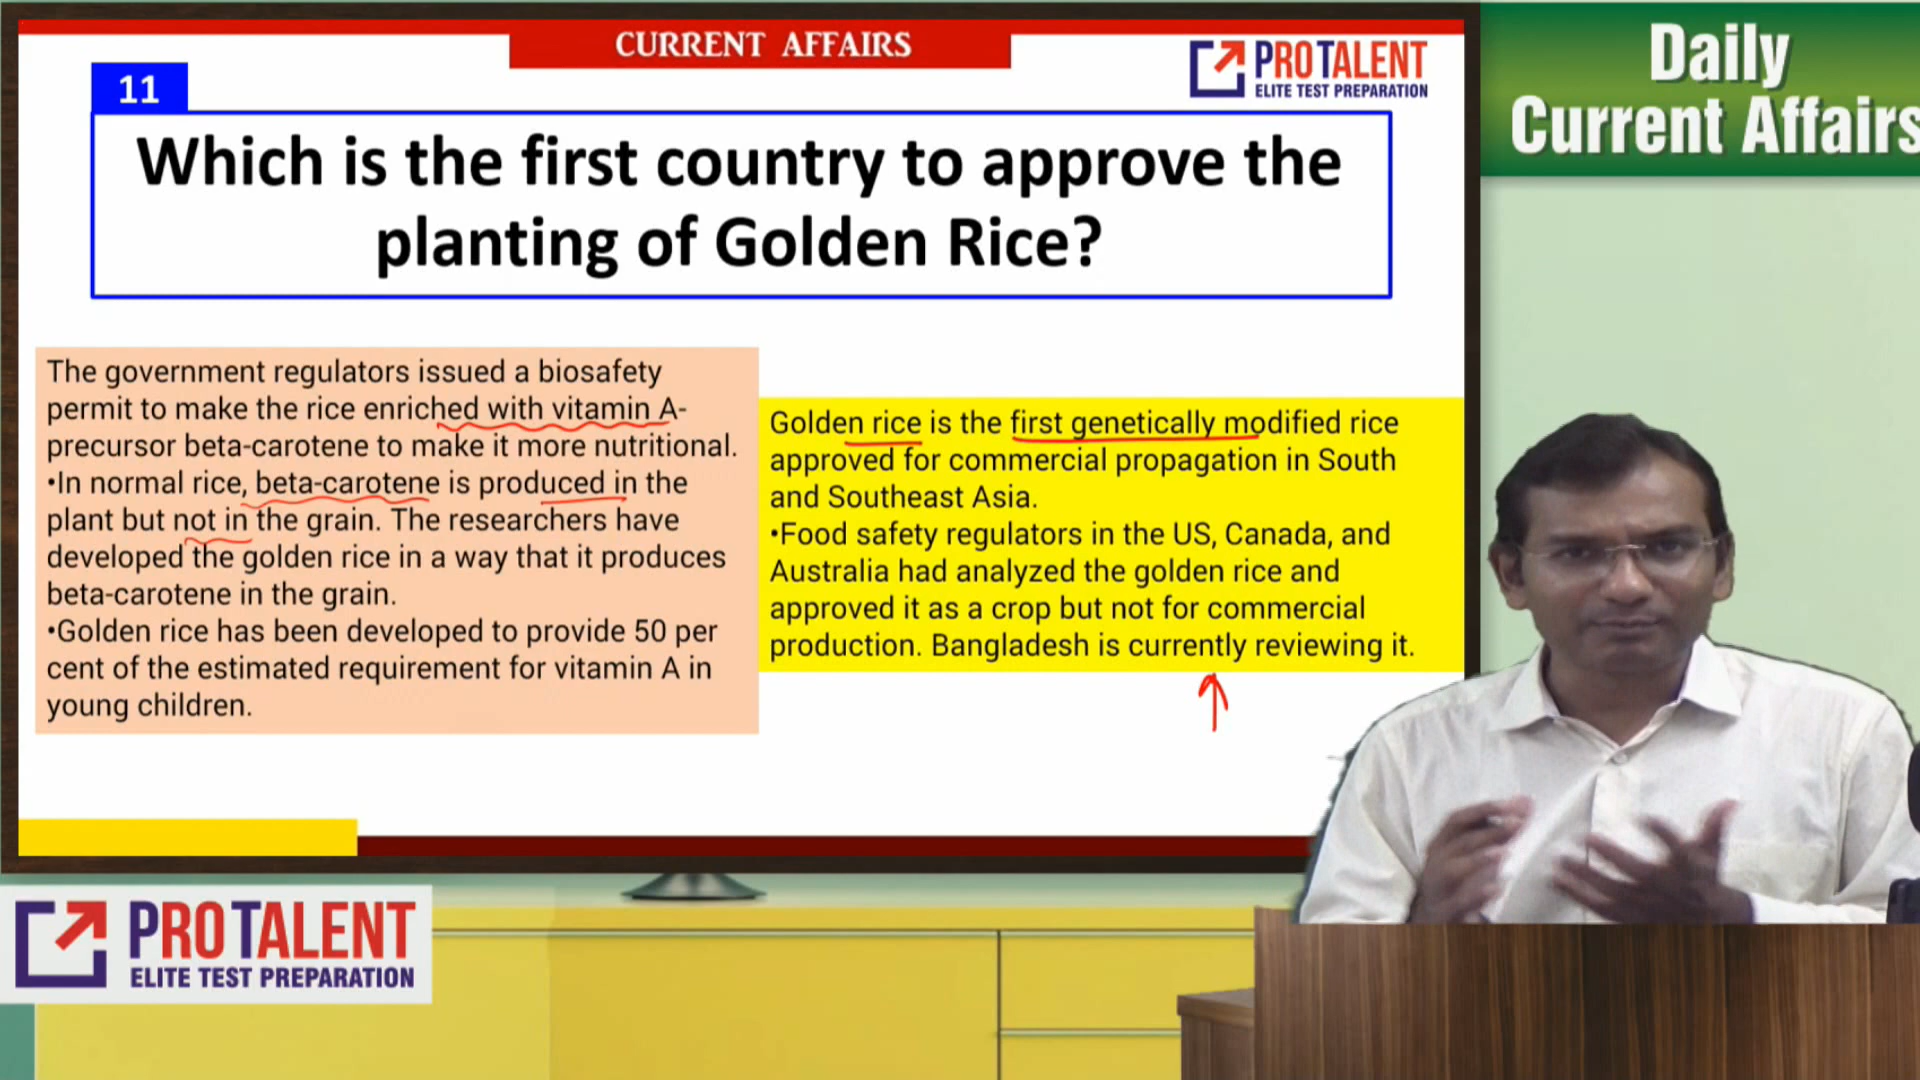 CURRENT AFFAIRS
PROTALENT
ELITE TEST PREPARATION
Daily
Current Affairs
11
Which is the first country to approve the
planting of Golden Rice?
The government regulators issued a biosafety
permit to make the rice enriched with vitamin A-
precursor beta-carotene to make it more nutritional.
•In normal rice, beta-carotene is produced in the
plant but not in the grain. The researchers have
developed the golden rice in a way that it produces
beta-carotene in the grain.
•Golden rice has been developed to provide 50 per
cent of the estimated requirement for vitamin A in
young children.
Golden rice is the first genetically modified rice
approved for commercial propagation in South
and Southeast Asia.
•Food safety regulators in the US, Canada, and
Australia had analyzed the golden rice and
approved it as a crop but not for commercial
production. Bangladesh is currently reviewing it.
PROTALENT
ELITE TEST PREPARATION